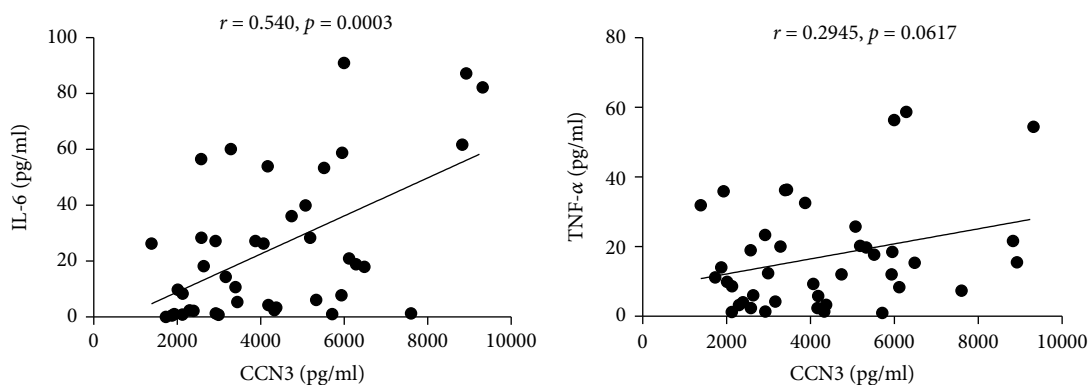 r = 0.540, p = 0.0003
100
80
60
40
20
0
IL-6 (pg/ml)
0 2000 4000 6000 8000 10000
CCN3 (pg/ml)
r = 0.2945, p = 0.0617
80
60
40
20
0
TNF-α (pg/ml)
0 2000 4000 6000 8000 10000
CCN3 (pg/ml)